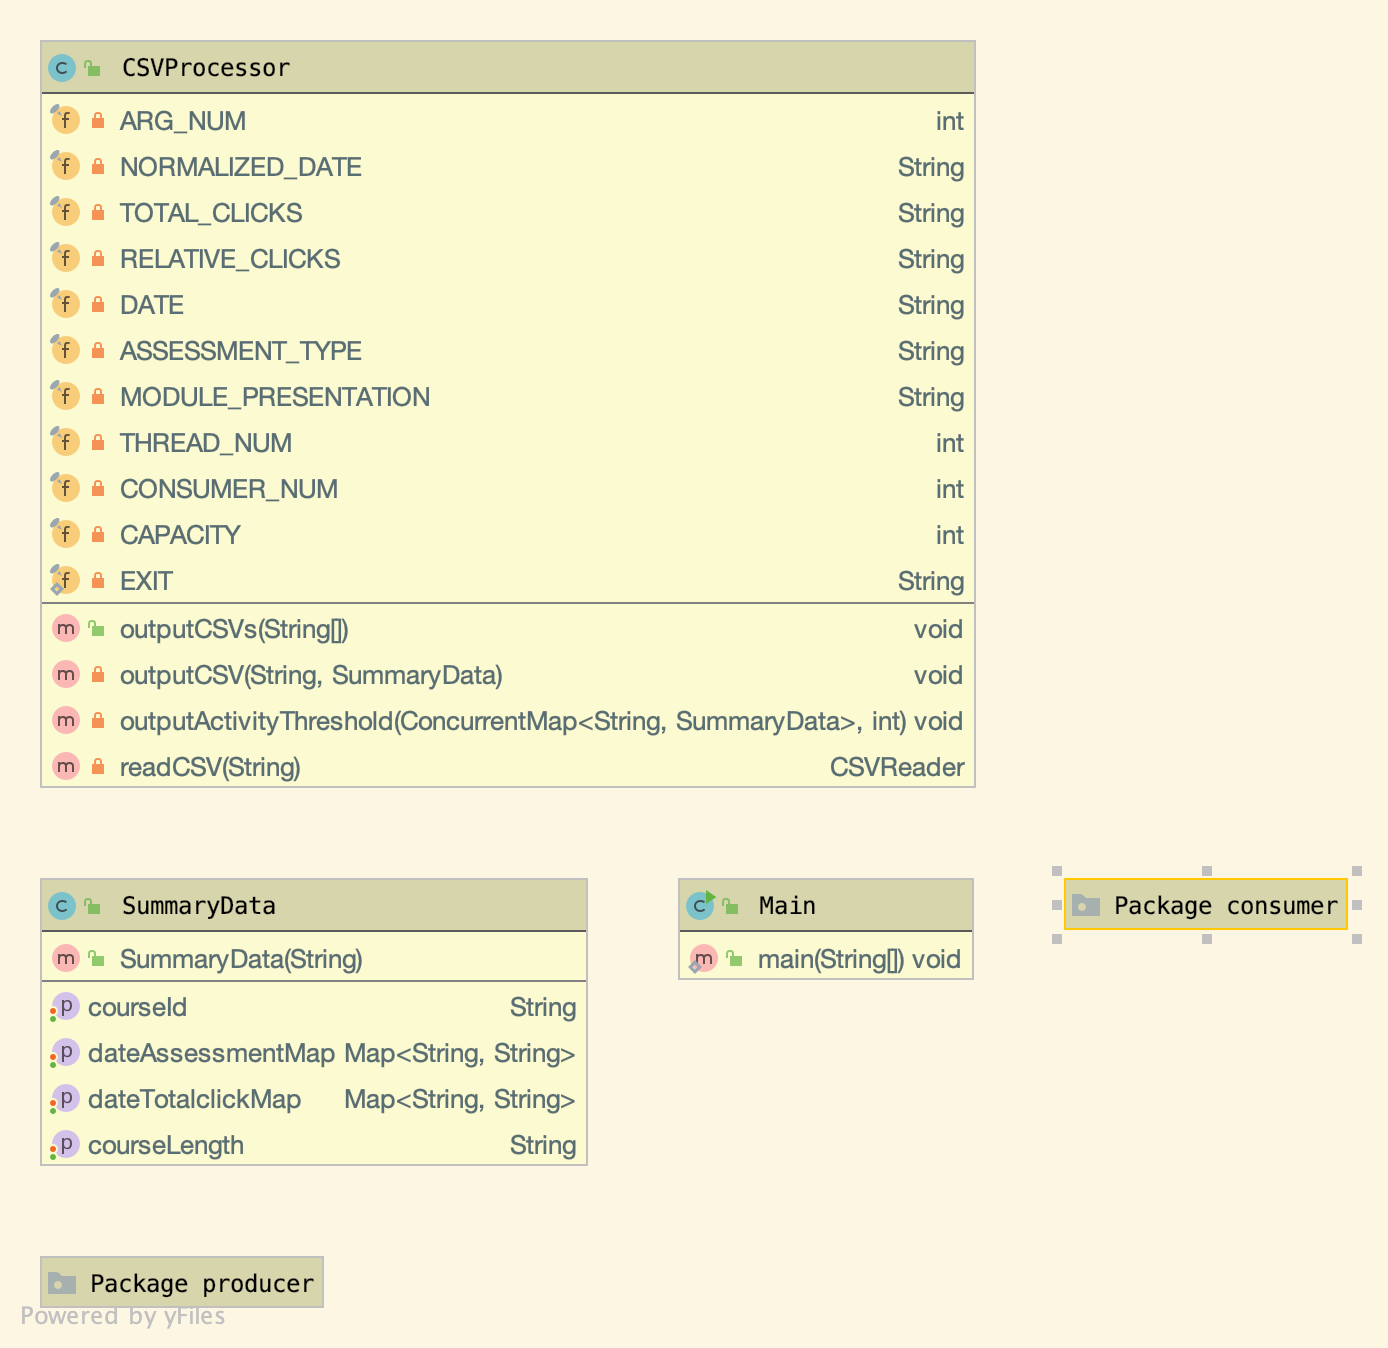 CSVProcessor
ARG_NUM int
NORMALIZED_DATE String
TOTAL_CLICKS String
RELATIVE_CLICKS String
DATE String
ASSESSMENT_TYPE String
MODULE_PRESENTATION String
THREAD_NUM int
CONSUMER_NUM int
CAPACITY int
EXIT String
outputCSVs(String[]) void
outputCSV(String, SummaryData) void
outputActivityThreshold(ConcurrentMap<String, SummaryData>, int) void
readCSV(String) CSVReader
SummaryData
SummaryData(String)
courseId String
dateAssessmentMap Map<String, String>
dateTotalclickMap Map<String, String>
courseLength String
Main
main(String[]) void
Package consumer
Package producer
Powered by yFiles